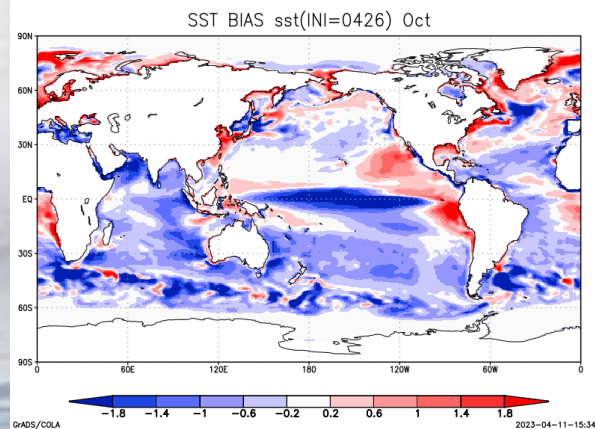 SST BIAS sst(INI=0426) Oct
90N
60N
30N
EQ
30S
60S
90S
0 60E 120E 180 120W 60W 0
-1.8 -1.4 -1 -0.6 -0.2 0.2 0.6 1 1.4 1.8
GrADS/COLA 2023-04-11-15:34